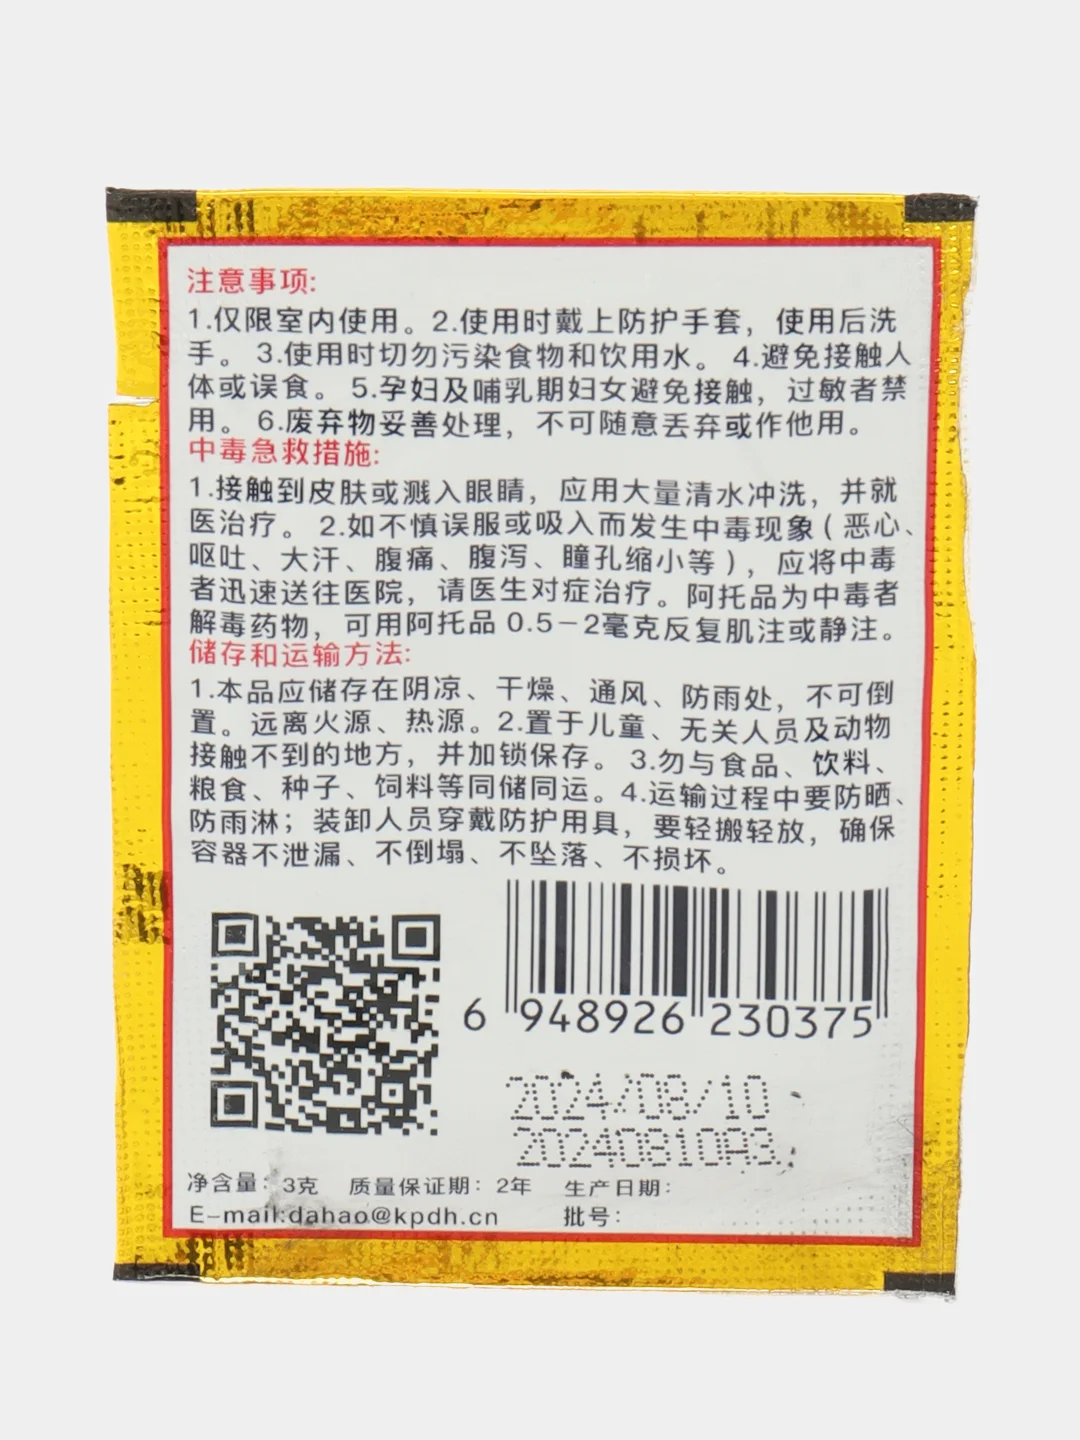 注意事项:
1.仅限室内使用。2.使用时戴上防护手套，使用后洗
手。 3.使用时切勿污染食物和饮用水。 4.避免接触人
体或误食。 5.孕妇及哺乳期妇女避免接触，过敏者禁
用。 6.废弃物妥善处理，不可随意丢弃或作他用。
中毒急救措施:
1.接触到皮肤或溅入眼睛，应用大量清水冲洗，并就
医治疗。 2.如不慎误服或吸入而发生中毒现象(恶心、
呕吐、大汗、腹痛、腹泻、瞳孔缩小等)，应将中毒
者迅速送往医院，请医生对症治疗。阿托品为中毒者
解毒药物，可用阿托品 0.5-2毫克反复肌注或静注。
储存和运输方法:
1.本品应储存在阴凉、干燥、通风、防雨处，不可倒
置。远离火源、热源。2.置于儿童、无关人员及动物
接触不到的地方，并加锁保存。 3.勿与食品、饮料、
粮食、种子、饲料等同储同运。4.运输过程中要防晒、
防雨淋；装卸人员穿戴防护用具，要轻搬轻放，确保
容器不泄漏、不倒塌、不坠落、不损坏。
6 948926 230375
2024/08/10
20240810A3
净含量：3克 质量保证期：2年 生产日期：
E-mail:dahao@kpdh.cn 批号：